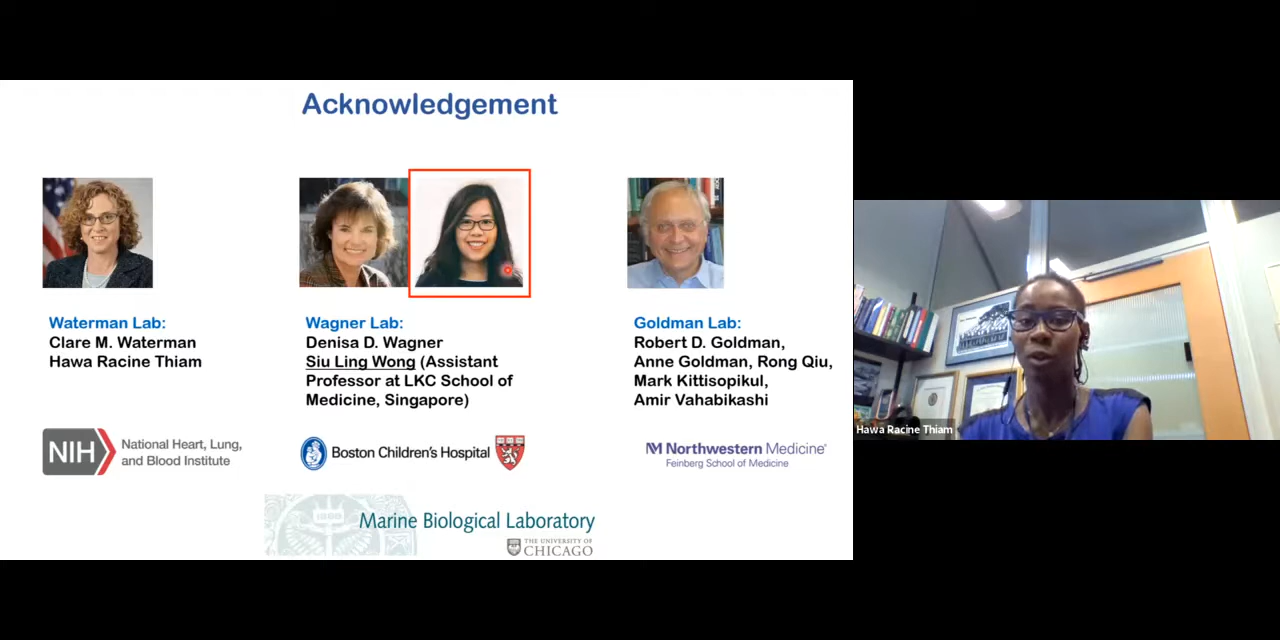 Acknowledgement
Waterman Lab:
Clare M. Waterman
Hawa Racine Thiam
NIH
National Heart, Lung,
and Blood Institute
Wagner Lab:
Denisa D. Wagner
Siu Ling Wong (Assistant
Professor at LKC School of
Medicine, Singapore)
Boston Children's Hospital
Goldman Lab:
Robert D. Goldman,
Anne Goldman, Rong Qiu,
Mark Kittisopikul,
Amir Vahabikashi
M Northwestern Medicine®
Feinberg School of Medicine
1888
Marine Biological Laboratory
THE UNIVERSITY OF
CHICAGO
Hawa Racine Thiam